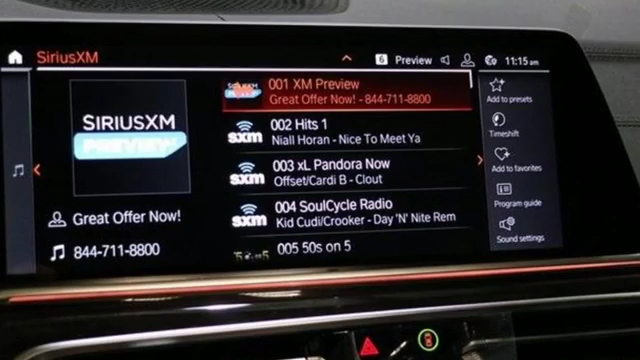 SiriusXM
6 Preview 11:15 am
SIRIUSXM
PREVIEW
Great Offer Now!
844-711-8800
001 XM Preview
Great Offer Now! - 844-711-8800
sxm
002 Hits 1
Niall Horan - Nice To Meet Ya
sxm
003 xL Pandora Now
Offset/Cardi B - Clout
sxm
004 SoulCycle Radio
Kid Cudi/Crooker - Day 'N' Nite Rem
005 50s on 5
Add to presets
Timeshift
Add to favorites
Program guide
Sound settings